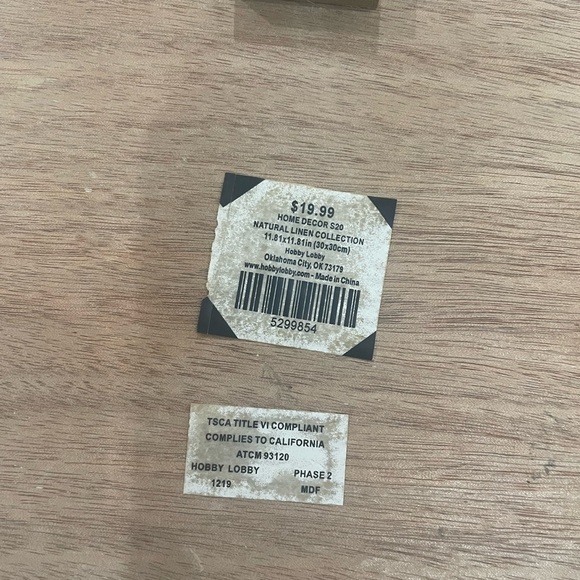 $19.99
HOME DECOR S20
NATURAL LINEN COLLECTION
11.81x11.81in (30x30cm)
Hobby Lobby
Oklahoma City, OK 73179
www.hobbylobby.com - Made in China
5299854
TSCA TITLE VI COMPLIANT
COMPLIES TO CALIFORNIA
ATCM 93120
HOBBY LOBBY PHASE 2
1219 MDF